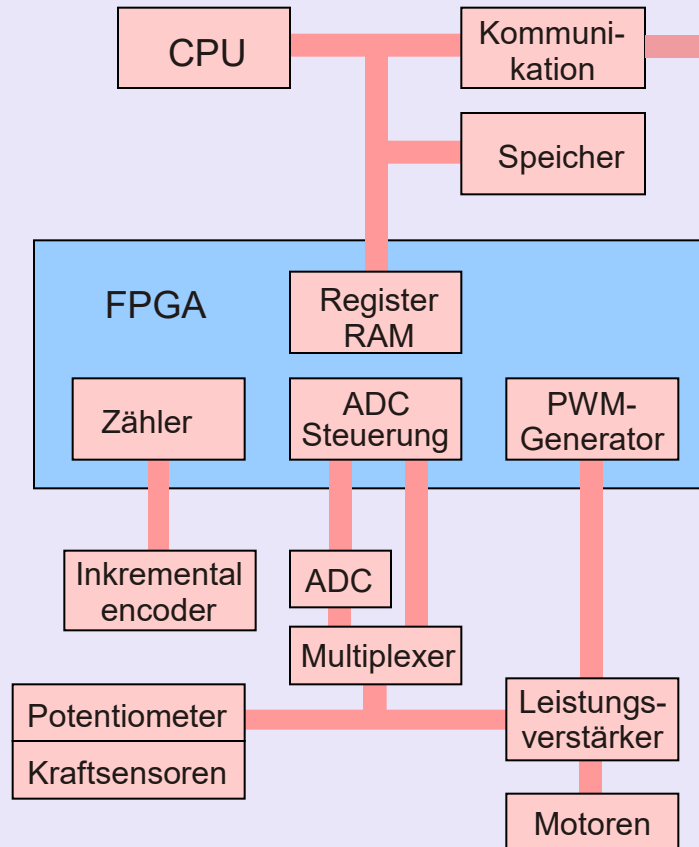 CPU
Kommuni-
kation
Speicher
FPGA
Register
RAM
Zähler
ADC
Steuerung
PWM-
Generator
Inkremental
encoder
ADC
Multiplexer
Potentiometer
Kraftsensoren
Leistungs-
verstärker
Motoren